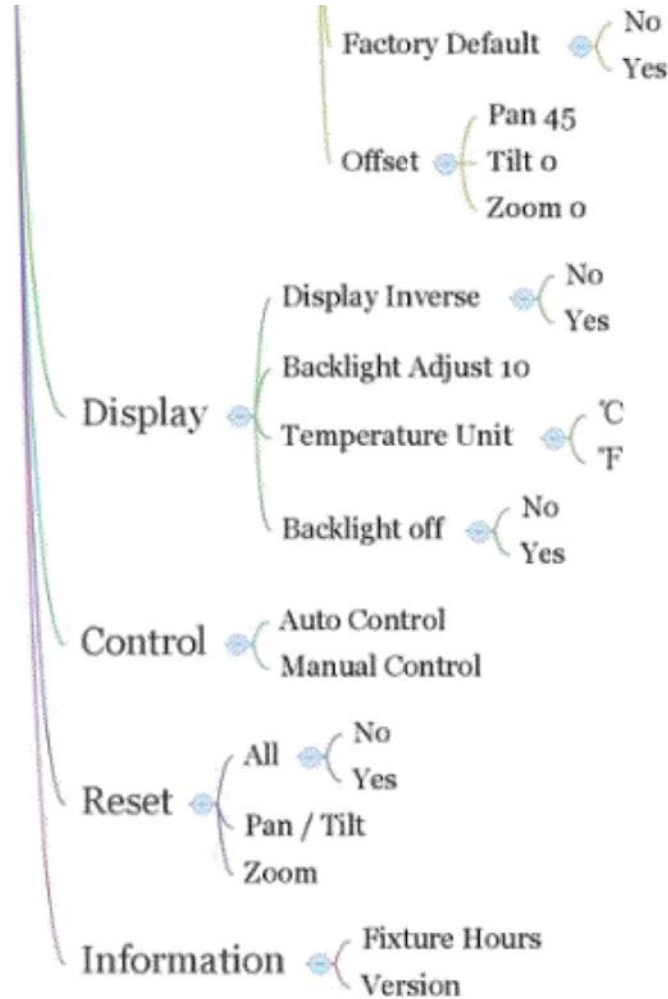 Factory Default
No
Yes
Offset
Pan 45
Tilt 0
Zoom 0
Display
Display Inverse
No
Yes
Backlight Adjust 10
Temperature Unit
℃
℉
Backlight off
No
Yes
Control
Auto Control
Manual Control
Reset
All
No
Yes
Pan / Tilt
Zoom
Information
Fixture Hours
Version